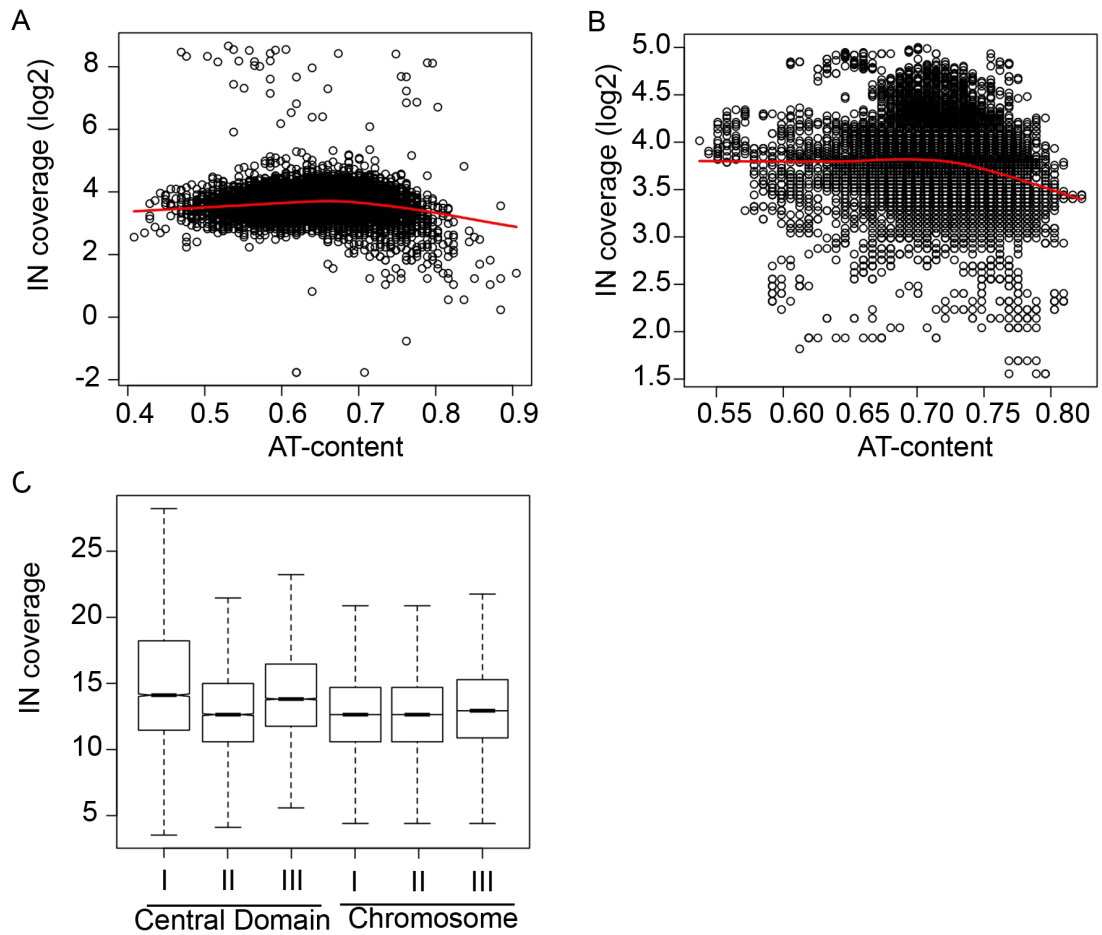 A
IN coverage (log2)
8
6
4
2
0
-2
0.4 0.5 0.6 0.7 0.8 0.9
AT-content
B
IN coverage (log2)
5.0
4.5
4.0
3.5
3.0
2.5
2.0
1.5
0.55 0.60 0.65 0.70 0.75 0.80
AT-content
C
IN coverage
25
20
15
10
5
I II III I II III
Central Domain Chromosome